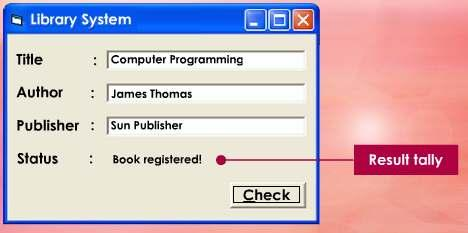 Library System
Title : Computer Programming
Author : James Thomas
Publisher : Sun Publisher
Status : Book registered!
Result tally
Check